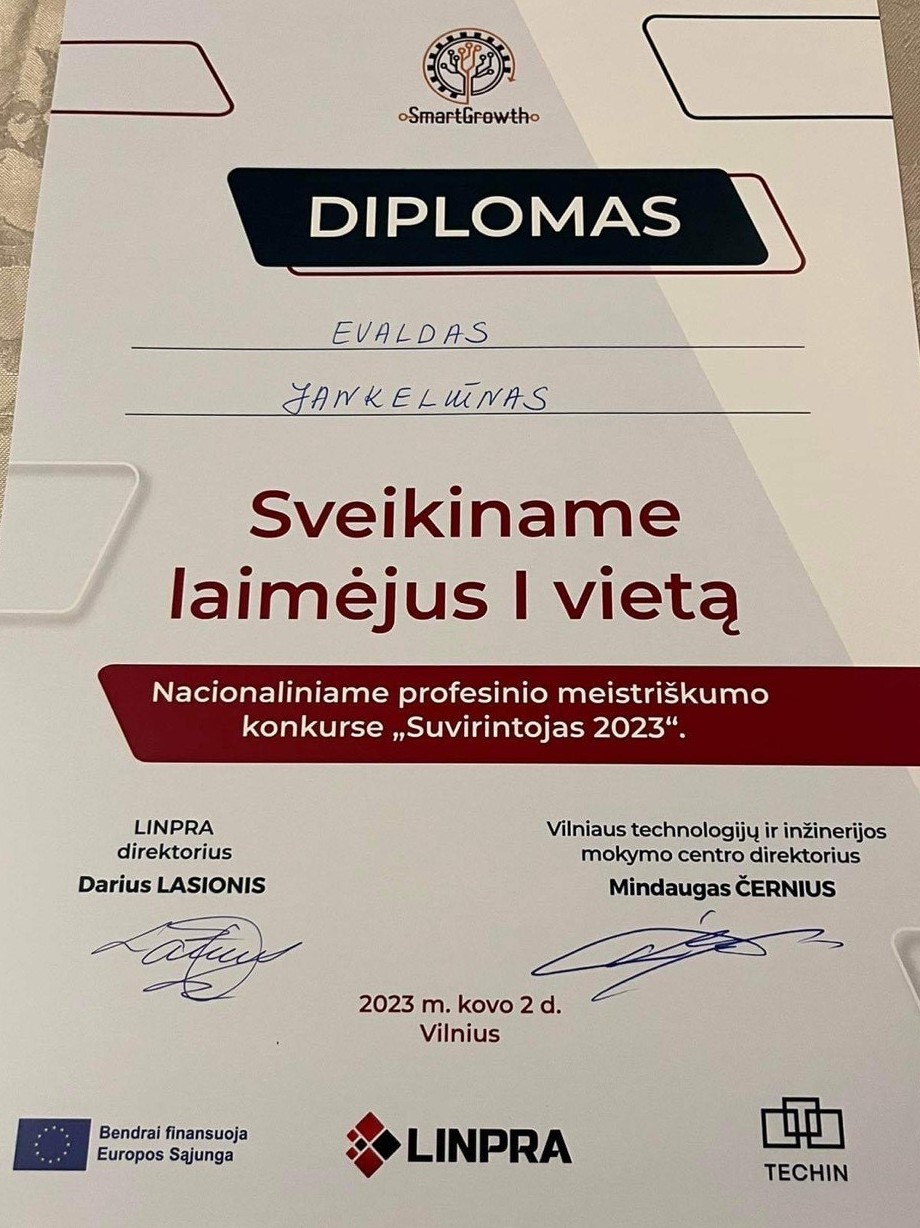 SmartGrowth
DIPLOMAS
EVALDAS
JANKELIŪNAS
Sveikiname
laimėjus I vietą
Nacionaliniame profesinio meistriškumo
konkurse „Suvirintojas 2023“.
LINPRA
direktorius
Darius LASIONIS
Vilniaus technologijų ir inžinerijos
mokymo centro direktorius
Mindaugas ČERNIUS
2023 m. kovo 2 d.
Vilnius
Bendrai finansuoja
Europos Sąjunga
LINPRA
TECHIN